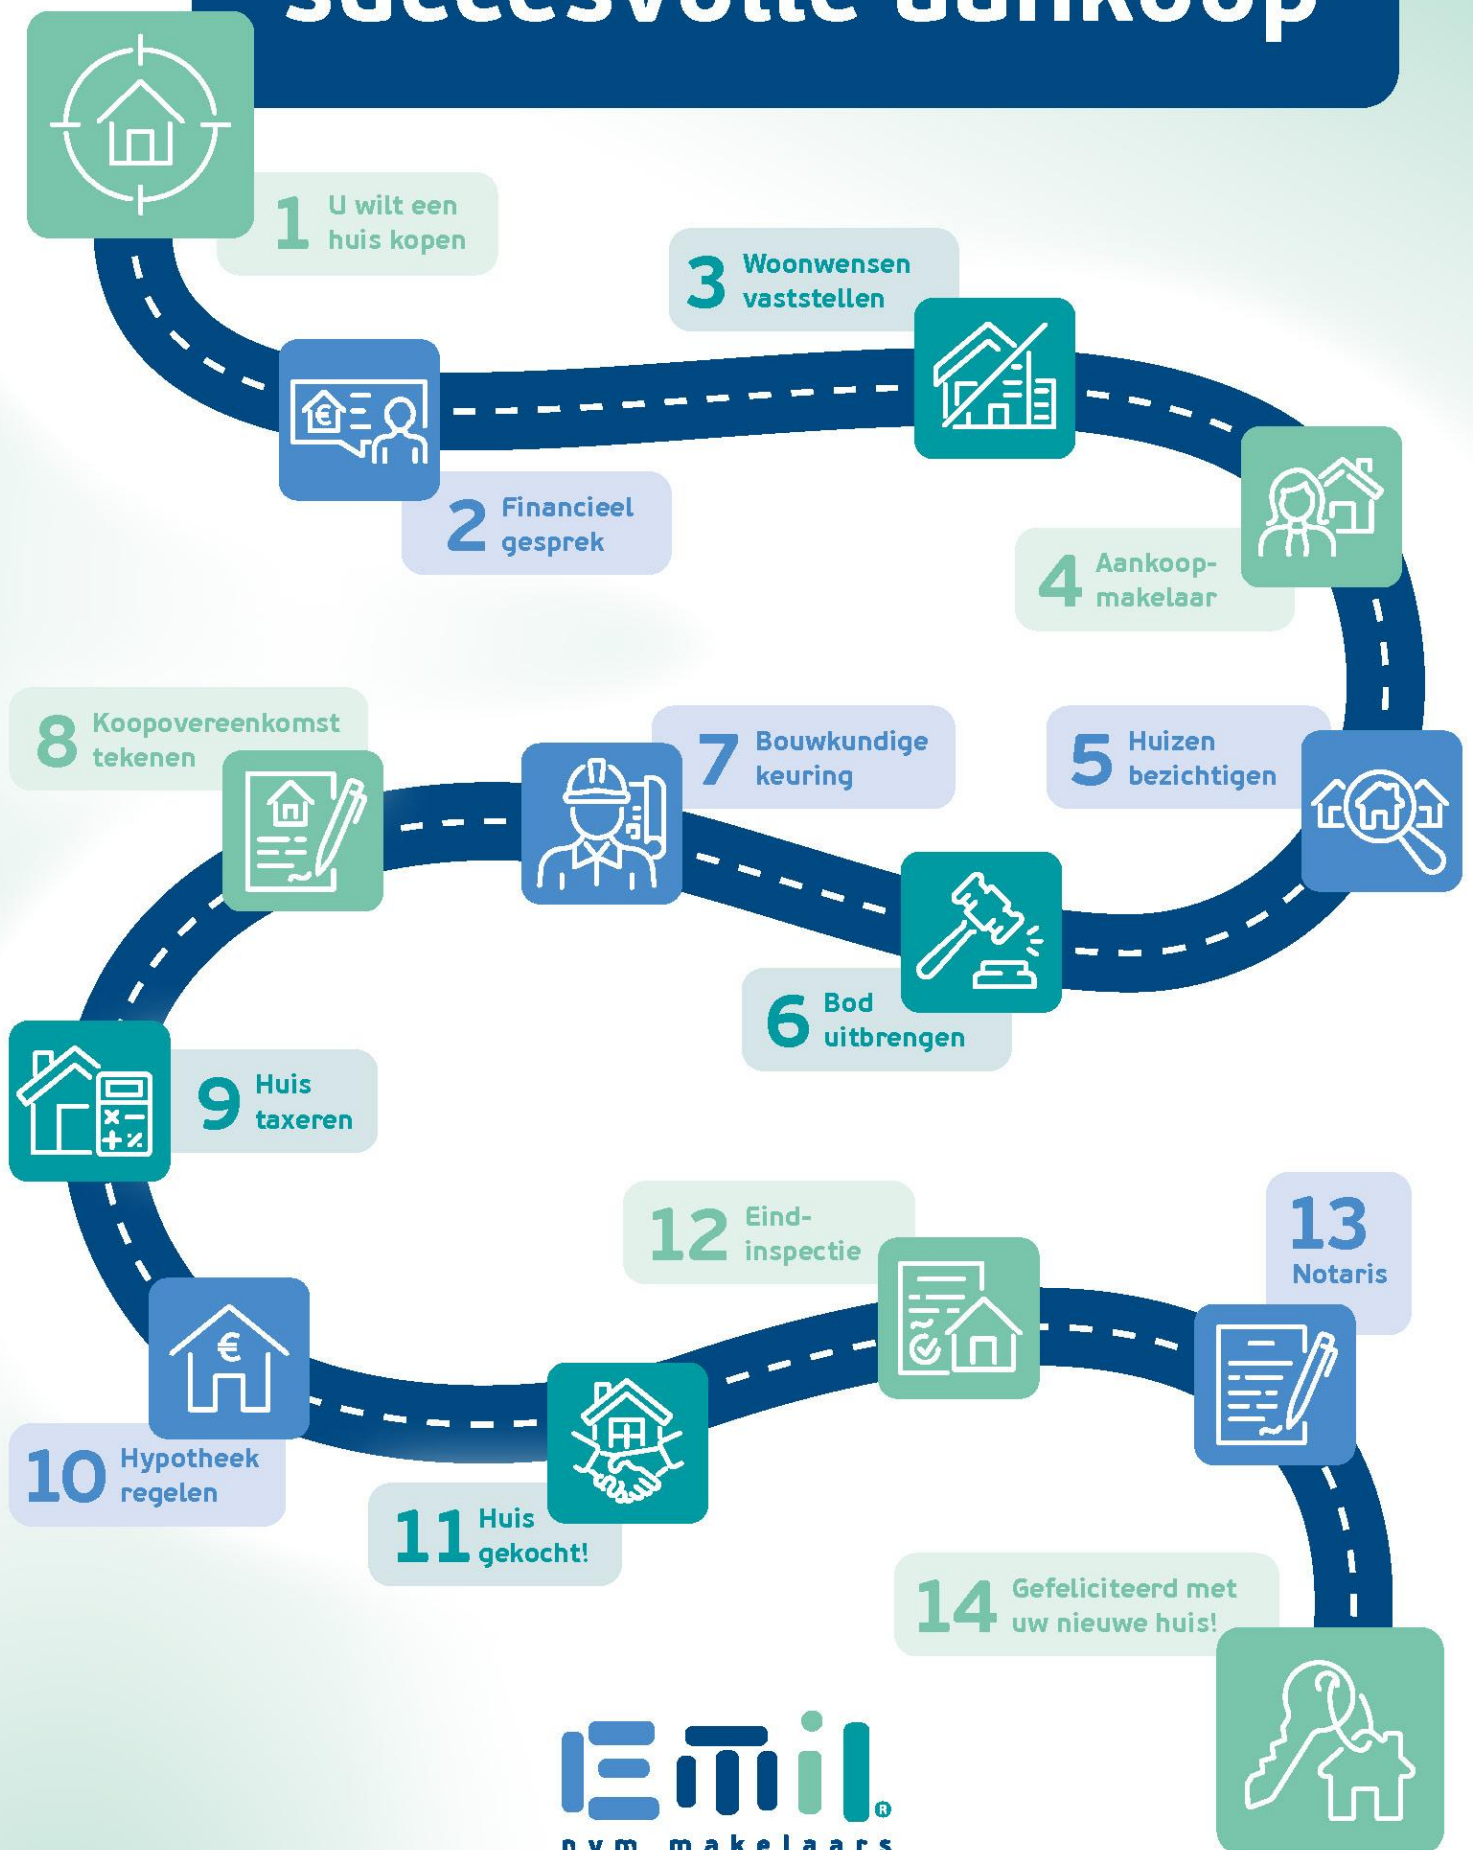 succesvolle aankoop
1 U wilt een
huis kopen
2 Financieel
gesprek
3 Woonwensen
vaststellen
4 Aankoop-
makelaar
5 Huizen
bezichtigen
6 Bod
uitbrengen
7 Bouwkundige
keuring
8 Koopovereenkomst
tekenen
9 Huis
taxeren
10 Hypotheek
regelen
11 Huis
gekocht!
12 Eind-
inspectie
13
Notaris
14 Gefeliciteerd met
uw nieuwe huis!
Emil®
nvm makelaars